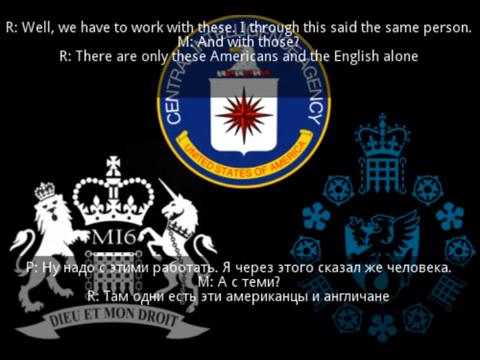 R: Well, we have to work with these. I through this said the same person.
M: And with those?
R: There are only these Americans and the English alone
CENTRAL INTELLIGENCE AGENCY
UNITED STATES OF AMERICA
MI6
Р: Ну надо с этими работать. Я через этого сказал же человека.
М: А с теми?
R: Там одни есть эти американцы и англичане
DIEU ET MON DROIT